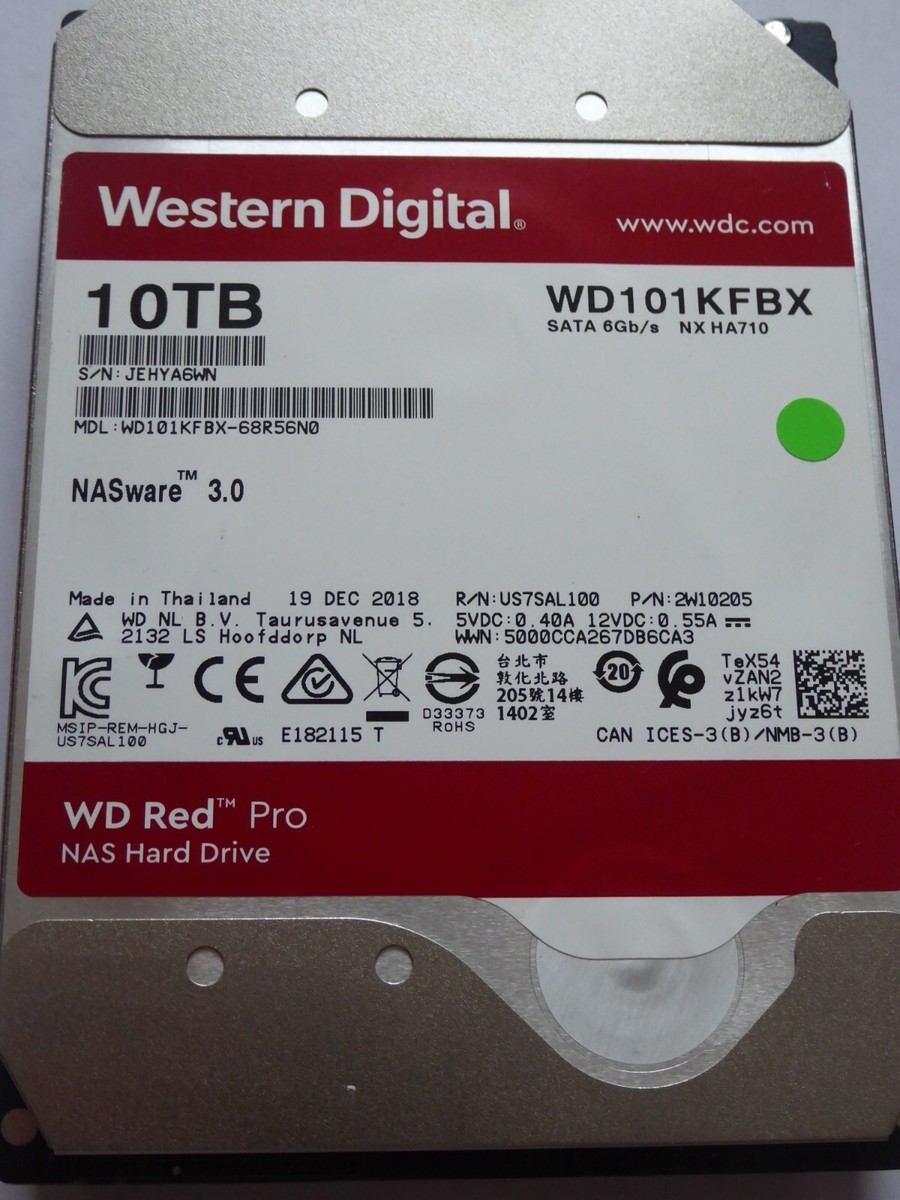 Western Digital®
www.wdc.com
10TB
WD101KFBX
SATA 6Gb/s NX HA710
S/N: JEHYA6WN
MDL: WD101KFBX-68R56N0
NASware™ 3.0
Made in Thailand 19 DEC 2018 R/N: US7SAL100 P/N: 2W10205
WD NL B.V. Taurusavenue 5. 5VDC: 0.40A 12VDC: 0.55A
2132 LS Hoofddorp NL WWN: 5000CCA267DB6CA3
CE
20
台北市
敦化北路
205號14樓
1402室
TeX54
vZAN2
z1kW7
jyz6t
D33373
ROHS
MSIP-REM-HGJ-
US7SAL100
c RU US E182115 T
CAN ICES-3(B)/NMB-3(B)
WD Red™ Pro
NAS Hard Drive